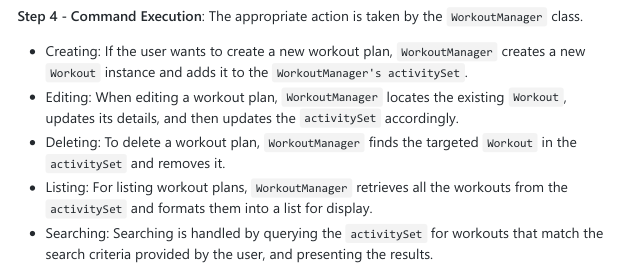 Step 4 - Command Execution: The appropriate action is taken by the WorkoutManager class.
• Creating: If the user wants to create a new workout plan, WorkoutManager creates a new
Workout instance and adds it to the WorkoutManager's activitySet.
• Editing: When editing a workout plan, WorkoutManager locates the existing Workout,
updates its details, and then updates the activitySet accordingly.
• Deleting: To delete a workout plan, WorkoutManager finds the targeted Workout in the
activitySet and removes it.
• Listing: For listing workout plans, WorkoutManager retrieves all the workouts from the
activitySet and formats them into a list for display.
• Searching: Searching is handled by querying the activitySet for workouts that match the
search criteria provided by the user, and presenting the results.